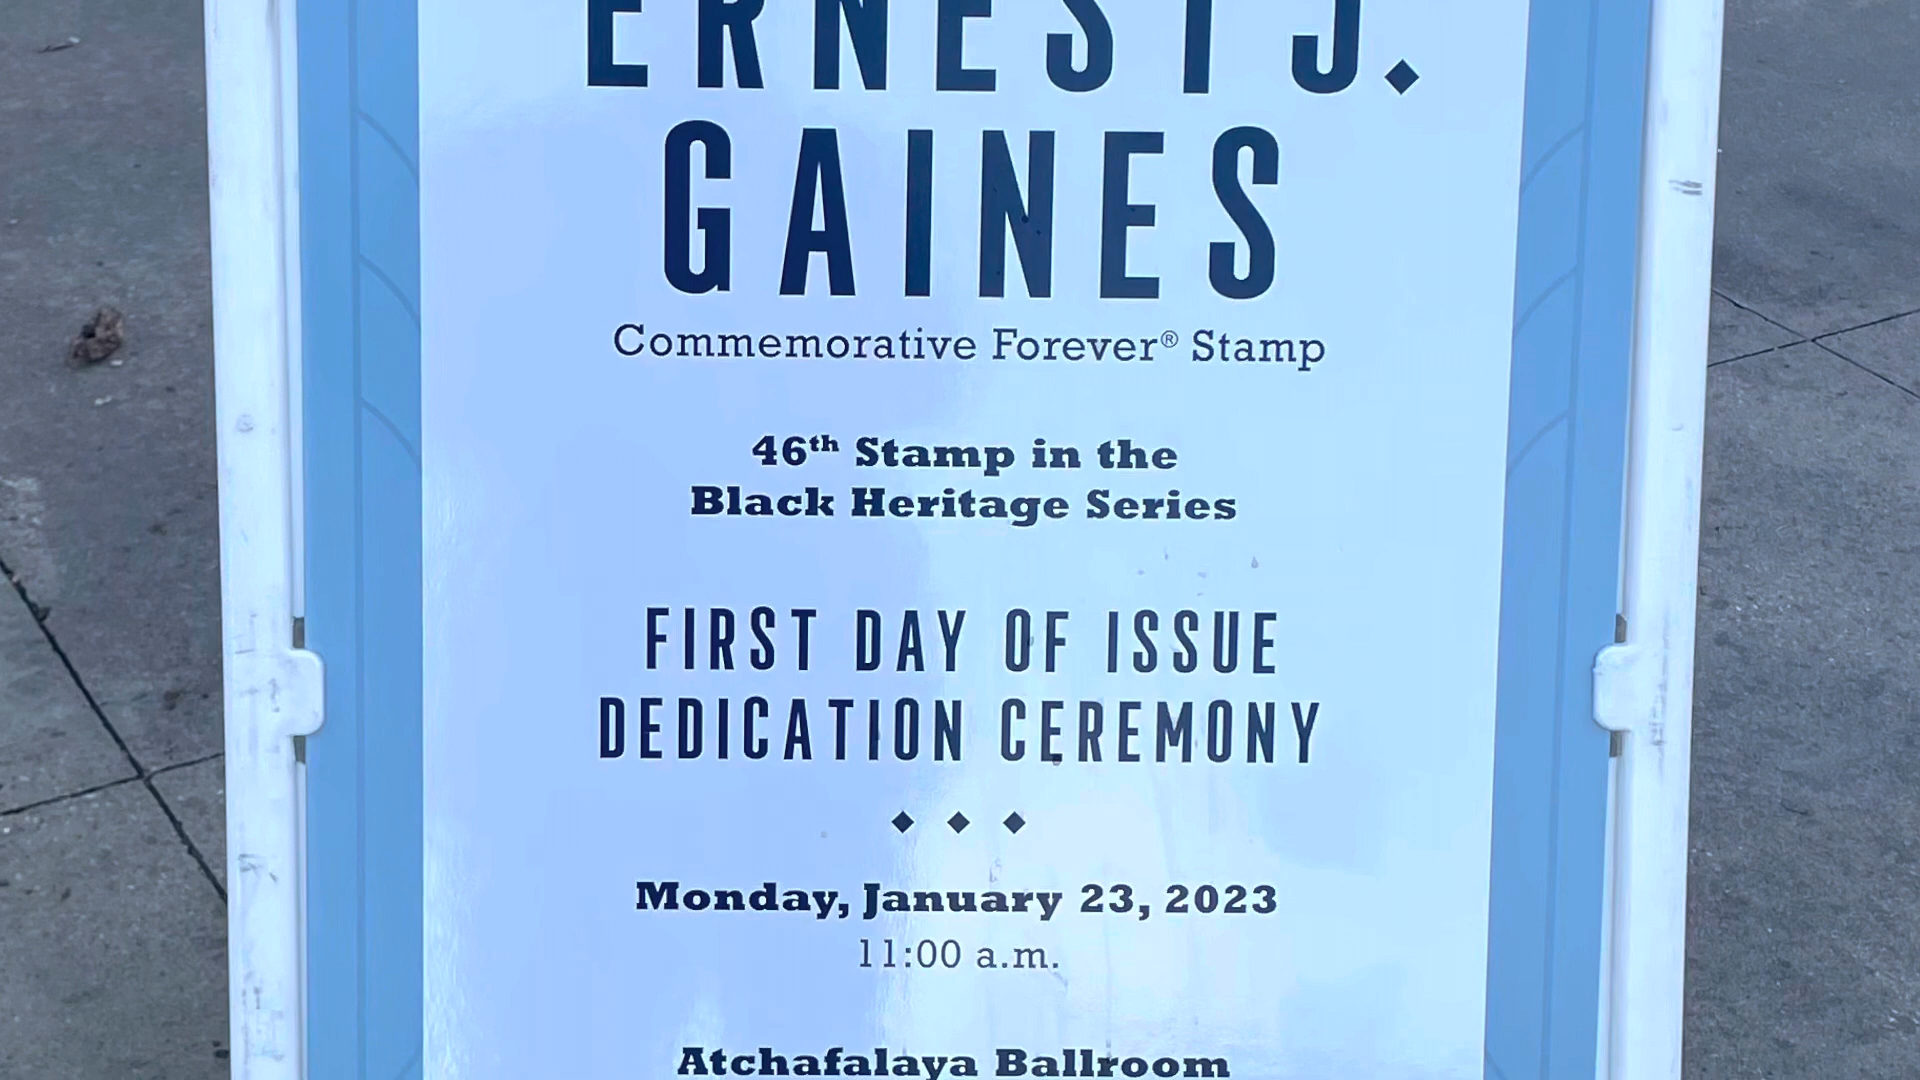 ERNEST J.
GAINES
Commemorative Forever® Stamp
46th Stamp in the
Black Heritage Series
FIRST DAY OF ISSUE
DEDICATION CEREMONY
Monday, January 23, 2023
11:00 a.m.
Atchafalaya Ballroom